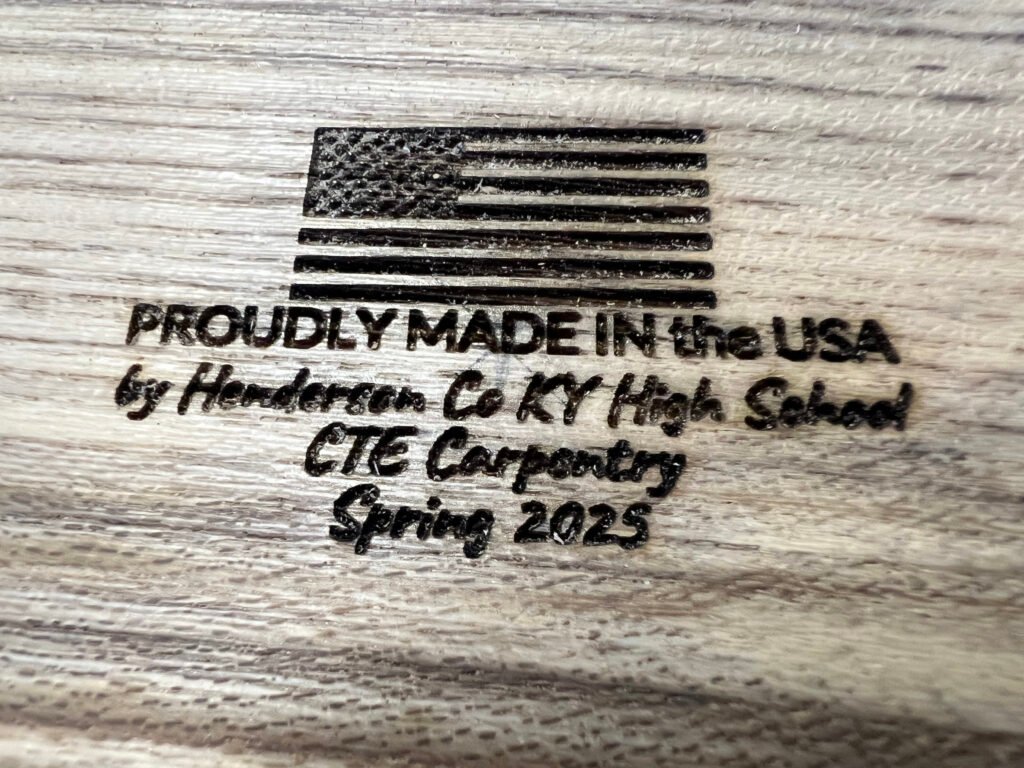 PROUDLY MADE IN the USA
by Henderson Co KY High School
CTE Carpentry
Spring 2025